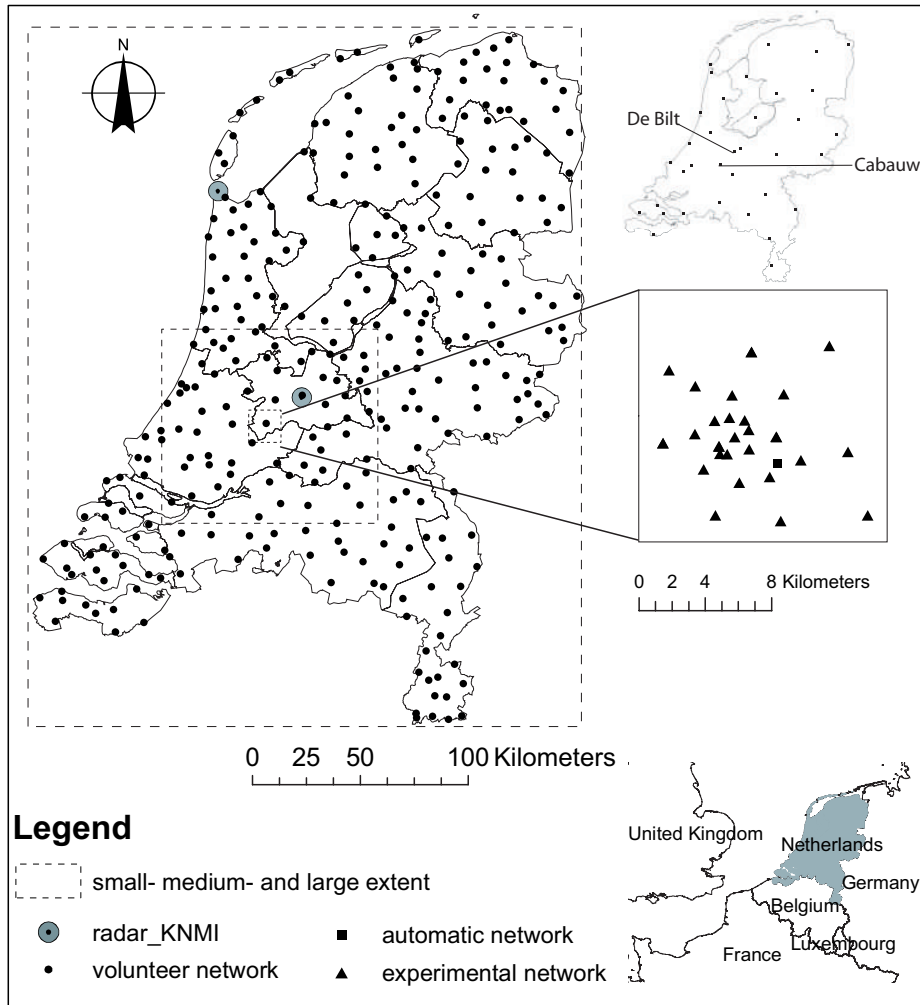 N
De Bilt
Cabauw
0 2 4 8 Kilometers
0 25 50 100 Kilometers
Legend
small- medium- and large extent
radar_KNMI
volunteer network
automatic network
experimental network
United Kingdom
Netherlands
Germany
Belgium
Luxembourg
France